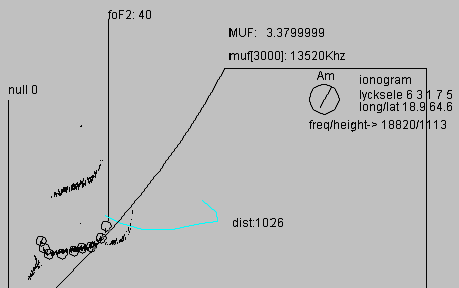 foF2: 40
MUF: 3.3799999
muf[3000]: 13520Khz
null 0
Am
ionogram
lycksele 6 3 1 7 5
long/lat 18.9 64.6
freq/height-> 18820/1113
dist:1026